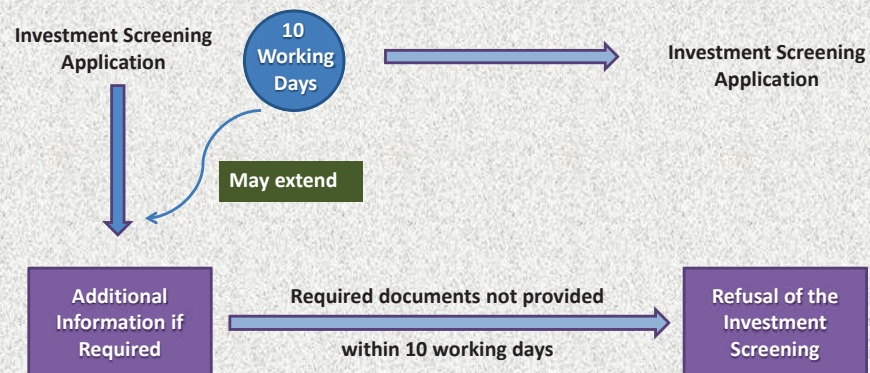 Investment Screening
Application
10
Working
Days
Investment Screening
Application
May extend
Additional
Information if
Required
Required documents not provided
within 10 working days
Refusal of the
Investment
Screening